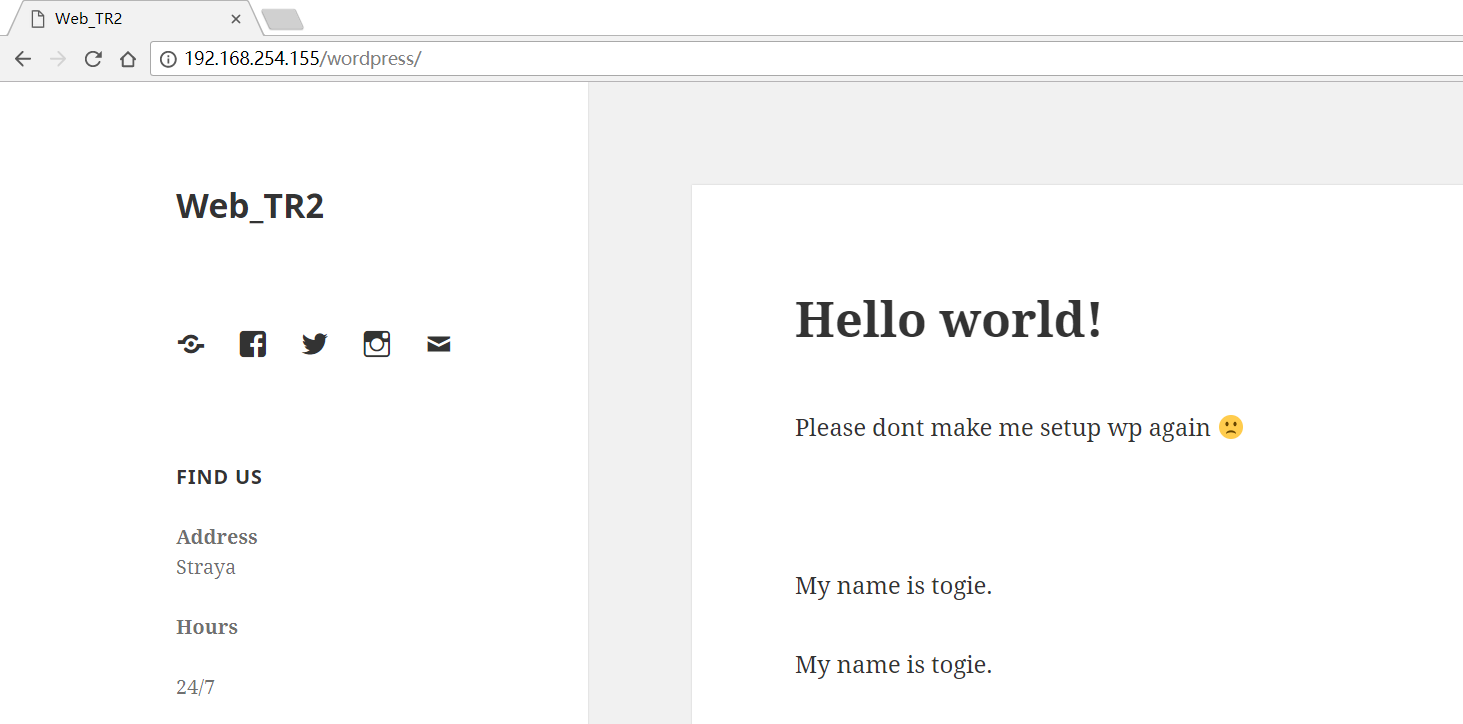 Web_TR2
192.168.254.155/wordpress/
Web_TR2
FIND US
Address
Straya
Hours
24/7
Hello world!
Please dont make me setup wp again 🙁
My name is togie.
My name is togie.